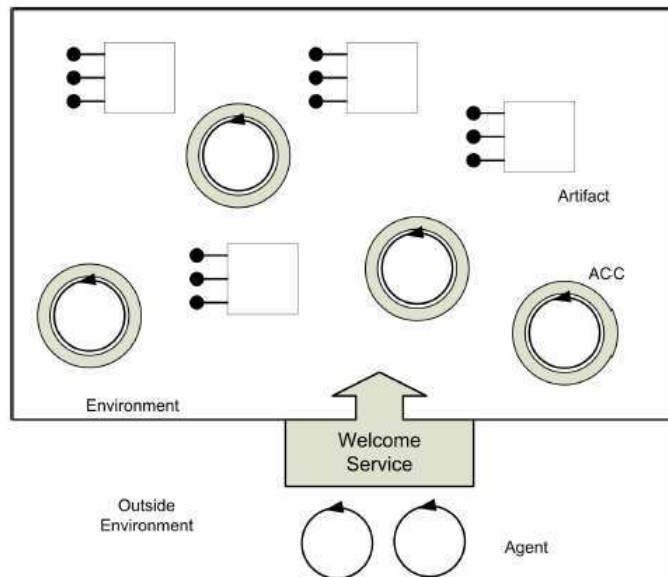 Artifact
ACC
Environment
Welcome
Service
Outside
Environment
Agent